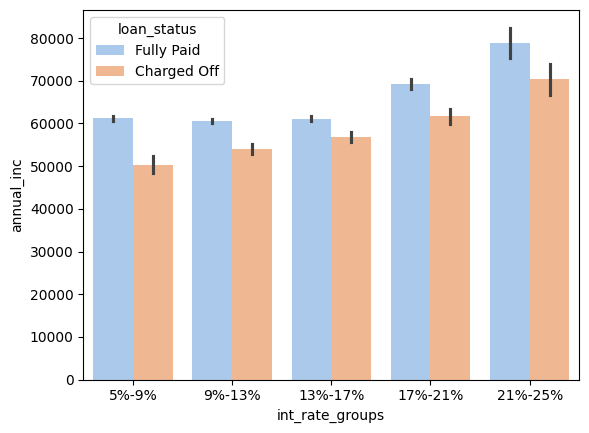 loan_status
Fully Paid
Charged Off
80000
70000
60000
50000
40000
30000
20000
10000
0
annual_inc
5%-9%
9%-13%
13%-17%
17%-21%
21%-25%
int_rate_groups